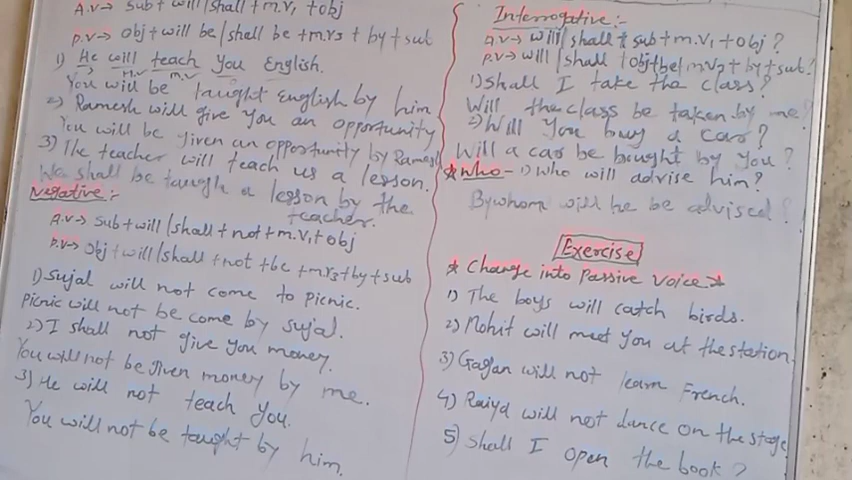 A.V→ Sub+ will/shall + m.V₁ + obj
P.V→ obj + will be/shall be + m.v₃ + by + sub
1) He will teach you English.
H.V m.v
You will be taught English by him
2) Ramesh will give you an opportunity
You will be given an opportunity by Ramesh
3) The teacher will teach us a lesson.
We shall be taugh a lesson by the
teacher.
Negative:-
A.V→ Sub+will/shall + not + m.V₁+obj
P.V→ obj + will/shall + not + be + m.v₃ + by + sub
1) Sujal will not come to picnic.
Picnic will not be come by Sujal.
2) I shall not give you money.
You will not be given money by me.
3) He will not teach you.
You will not be taught by him.
Interrogative:-
A.V→ will/shall + sub + m.V₁ + obj?
P.V→ will/shall + obj + be + m.v₃ + by + sub?
1) Shall I take the class?
Will the class be taken by me?
2) Will you buy a car?
Will a car be bought by you?
★ Who- 1) Who will advise him?
By whom will he be advised?
Exercise
★ Change into Passive Voice→
1) The boys will catch birds.
2) Mohit will meet you at the station.
3) Gagan will not learn French.
4) Raiyd will not dance on the stage
5) Shall I open the book?